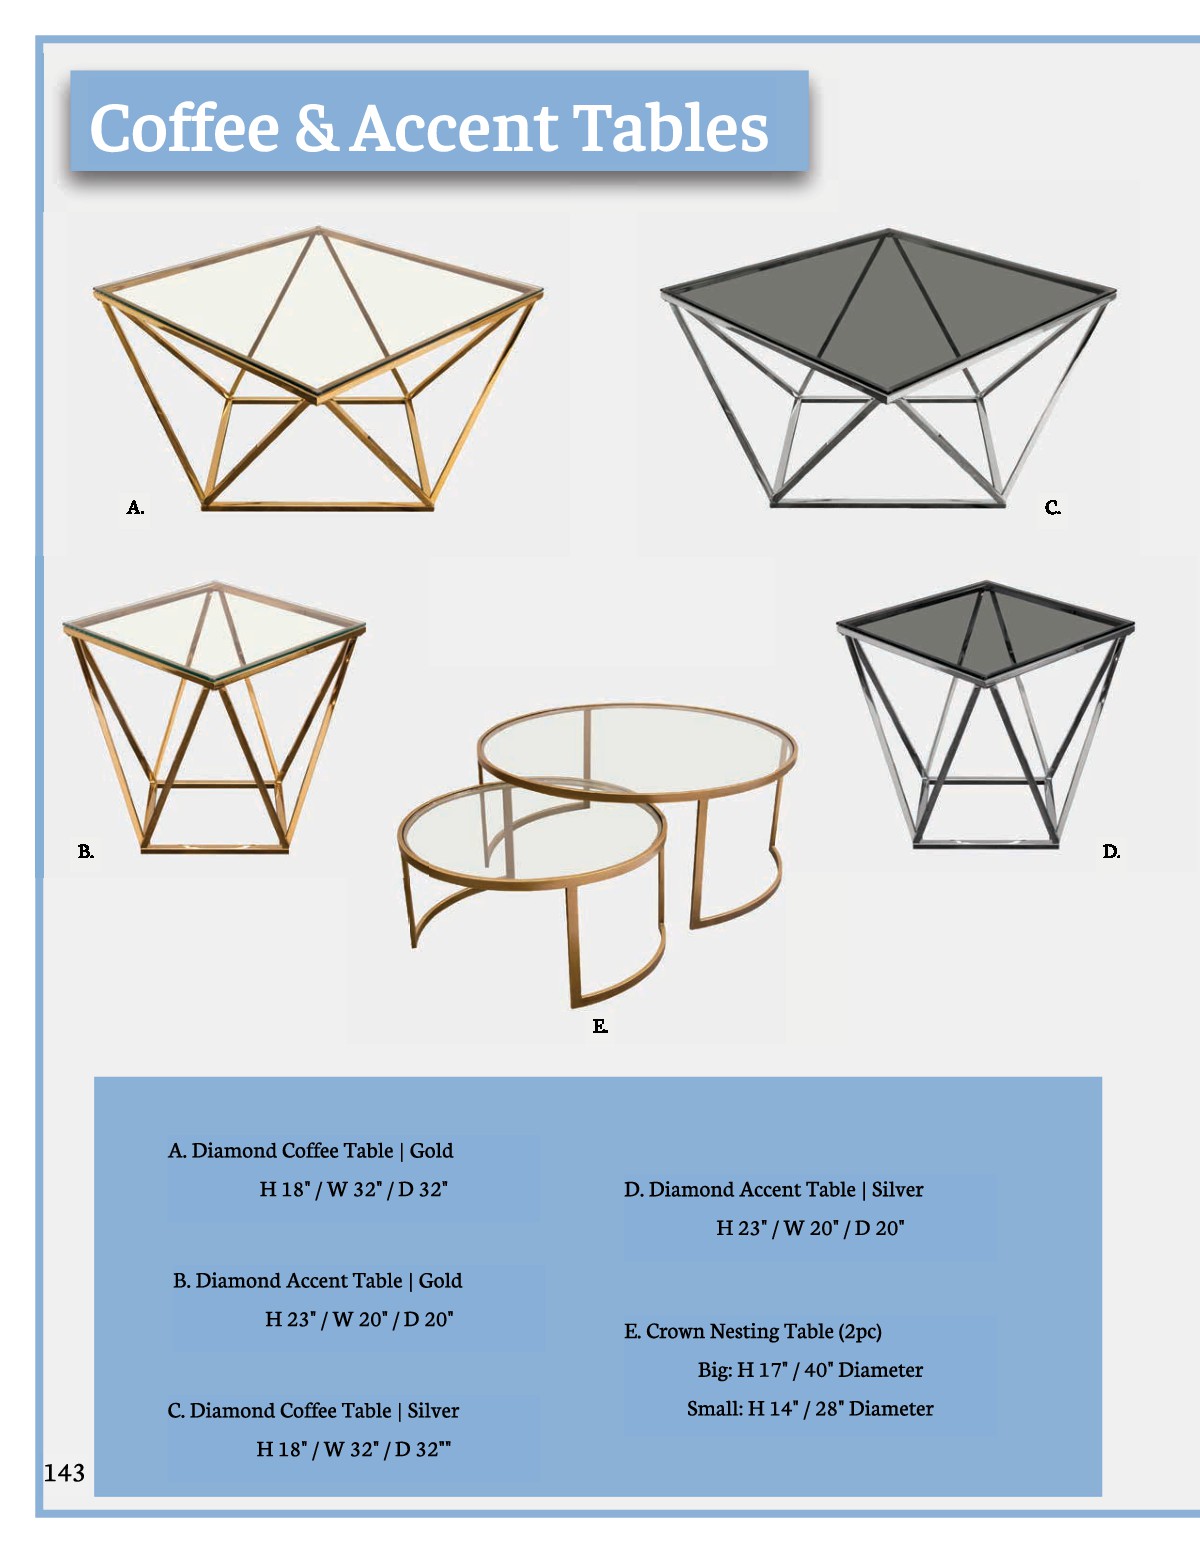 Coffee & Accent Tables
A.
C.
B.
D.
E.
A. Diamond Coffee Table | Gold
H 18" / W 32" / D 32"
B. Diamond Accent Table | Gold
H 23" / W 20" / D 20"
C. Diamond Coffee Table | Silver
H 18" / W 32" / D 32""
D. Diamond Accent Table | Silver
H 23" / W 20" / D 20"
E. Crown Nesting Table (2pc)
Big: H 17" / 40" Diameter
Small: H 14" / 28" Diameter
143